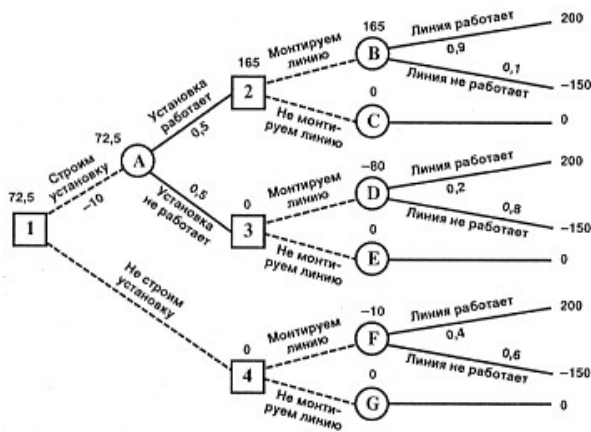 165
Линия работает
200
Монтируем
линию
B
0,9
165
0,1
Линия не работает
-150
2
0
Установка
работает
0,5
Не монти-
руем линию
C
0
72,5
A
Строим
установку
-10
-80
Линия работает
200
Монтируем
линию
D
0,2
0,5
Установка
не работает
0
0,8
Линия не работает
-150
72,5
3
0
1
Не монти-
руем линию
E
0
Не строим
установку
-10
Линия работает
200
Монтируем
линию
F
0,4
0
0,6
Линия не работает
-150
4
0
Не монти-
руем линию
G
0